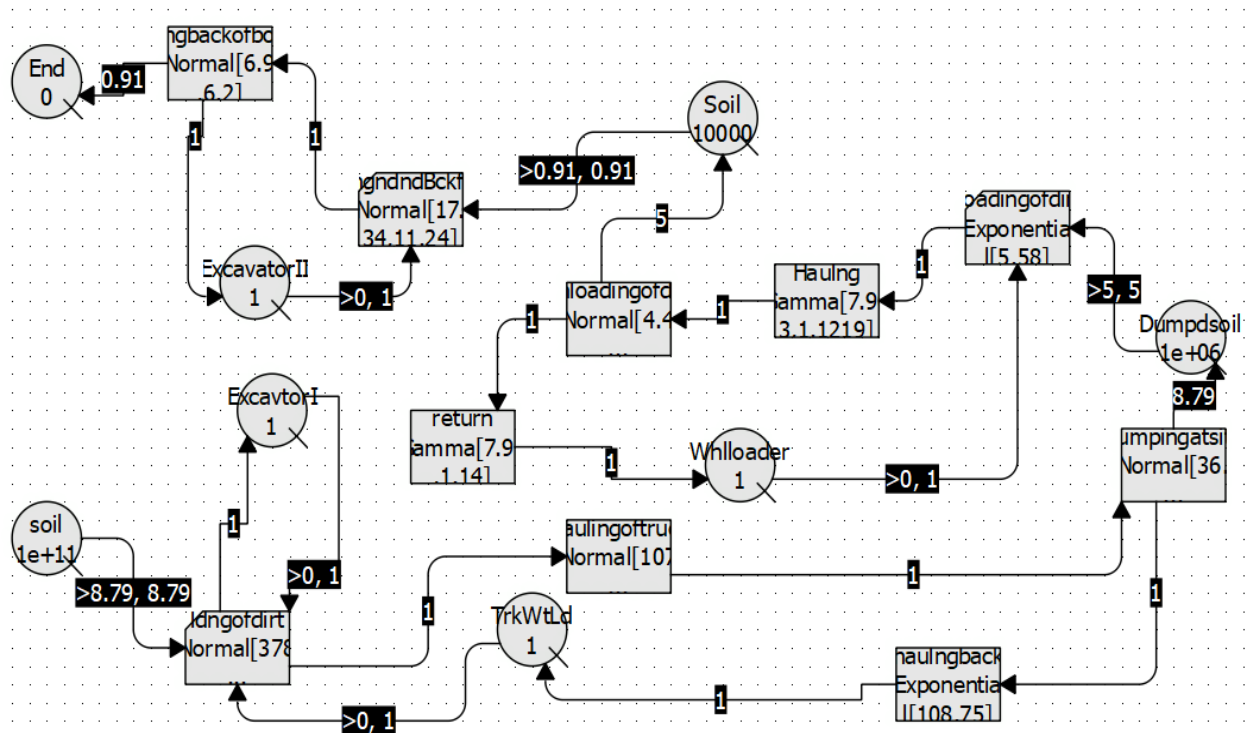 ngbackofbc
Normal[6.9
.6.2]
End
0
0.91
1
1
Soil
10000
>0.91, 0.91
ngndndBckf
Normal[17.
34.11.24]
5
ExcavatorII
1
>0, 1
oadingofdir
Exponentia
l[5.58]
1
Haulng
Gamma[7.9
3.1.1219]
1
>5, 5
Dumpdsoil
1e+06
loadingofd
Normal[4.4
...
1
8.79
ExcavtorI
1
return
Gamma[7.9
.1.14]
1
Whlloader
1
>0, 1
umpingatsi
Normal[36.
...
soil
1e+11
>8.79, 8.79
1
>0, 1
aulingoftru
Normal[107
...
1
1
ldngofdirt
Normal[378
...
1
TrkWtLd
1
>0, 1
1
haulngback
Exponentia
l[108.75]